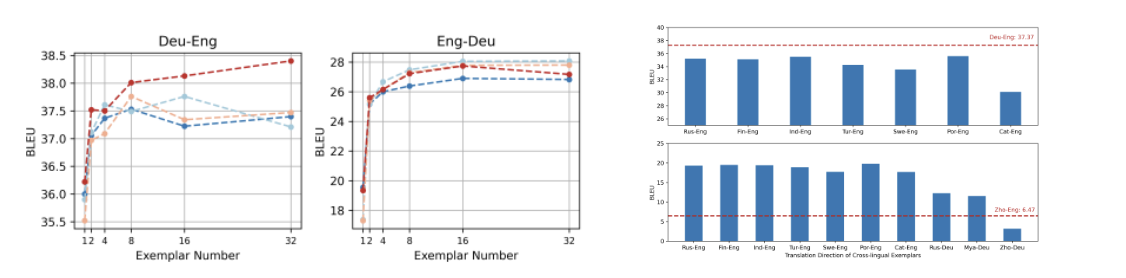 Deu-Eng
38.5
38.0
37.5
37.0
36.5
36.0
35.5
BLEU
1 2 4 8 16 32
Exemplar Number
Eng-Deu
28
26
24
22
20
18
BLEU
1 2 4 8 16 32
Exemplar Number
40
38
36
34
32
30
28
26
BLEU
Deu-Eng: 37.37
Rus-Eng Fin-Eng Ind-Eng Tur-Eng Swe-Eng Por-Eng Cat-Eng
25
20
15
10
5
0
BLEU
Zho-Eng: 6.47
Rus-Eng Fin-Eng Ind-Eng Tur-Eng Swe-Eng Por-Eng Cat-Eng Rus-Deu Mya-Deu Zho-Deu
Translation Direction of Cross-lingual Exemplars